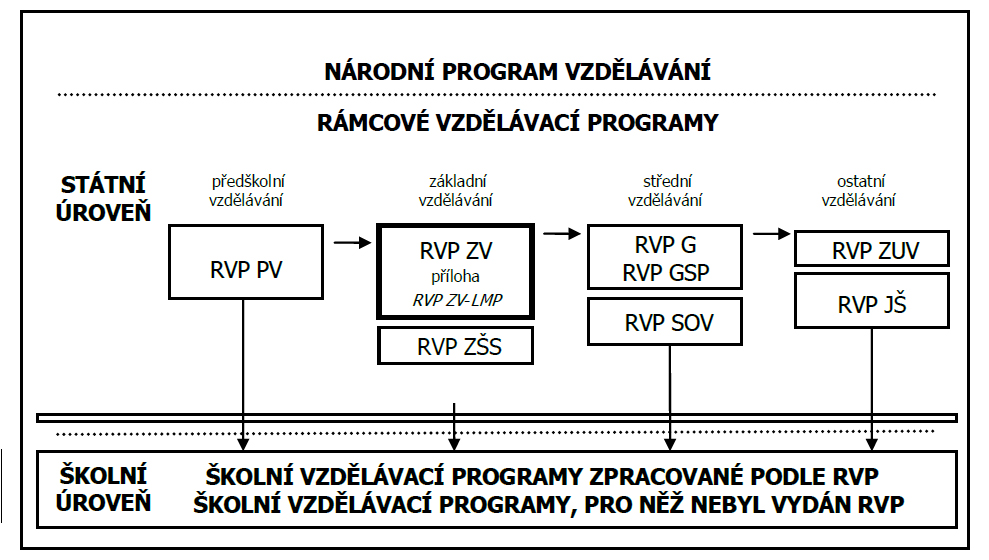 NÁRODNÍ PROGRAM VZDĚLÁVÁNÍ
RÁMCOVÉ VZDĚLÁVACÍ PROGRAMY
STÁTNÍ
ÚROVEŇ
předškolní
vzdělávání
základní
vzdělávání
střední
vzdělávání
ostatní
vzdělávání
RVP PV
RVP ZV
příloha
RVP ZV-LMP
RVP ZŠS
RVP G
RVP GSP
RVP SOV
RVP ZUV
RVP JŠ
ŠKOLNÍ
ÚROVEŇ
ŠKOLNÍ VZDĚLÁVACÍ PROGRAMY ZPRACOVANÉ PODLE RVP
ŠKOLNÍ VZDĚLÁVACÍ PROGRAMY, PRO NĚŽ NEBYL VYDÁN RVP